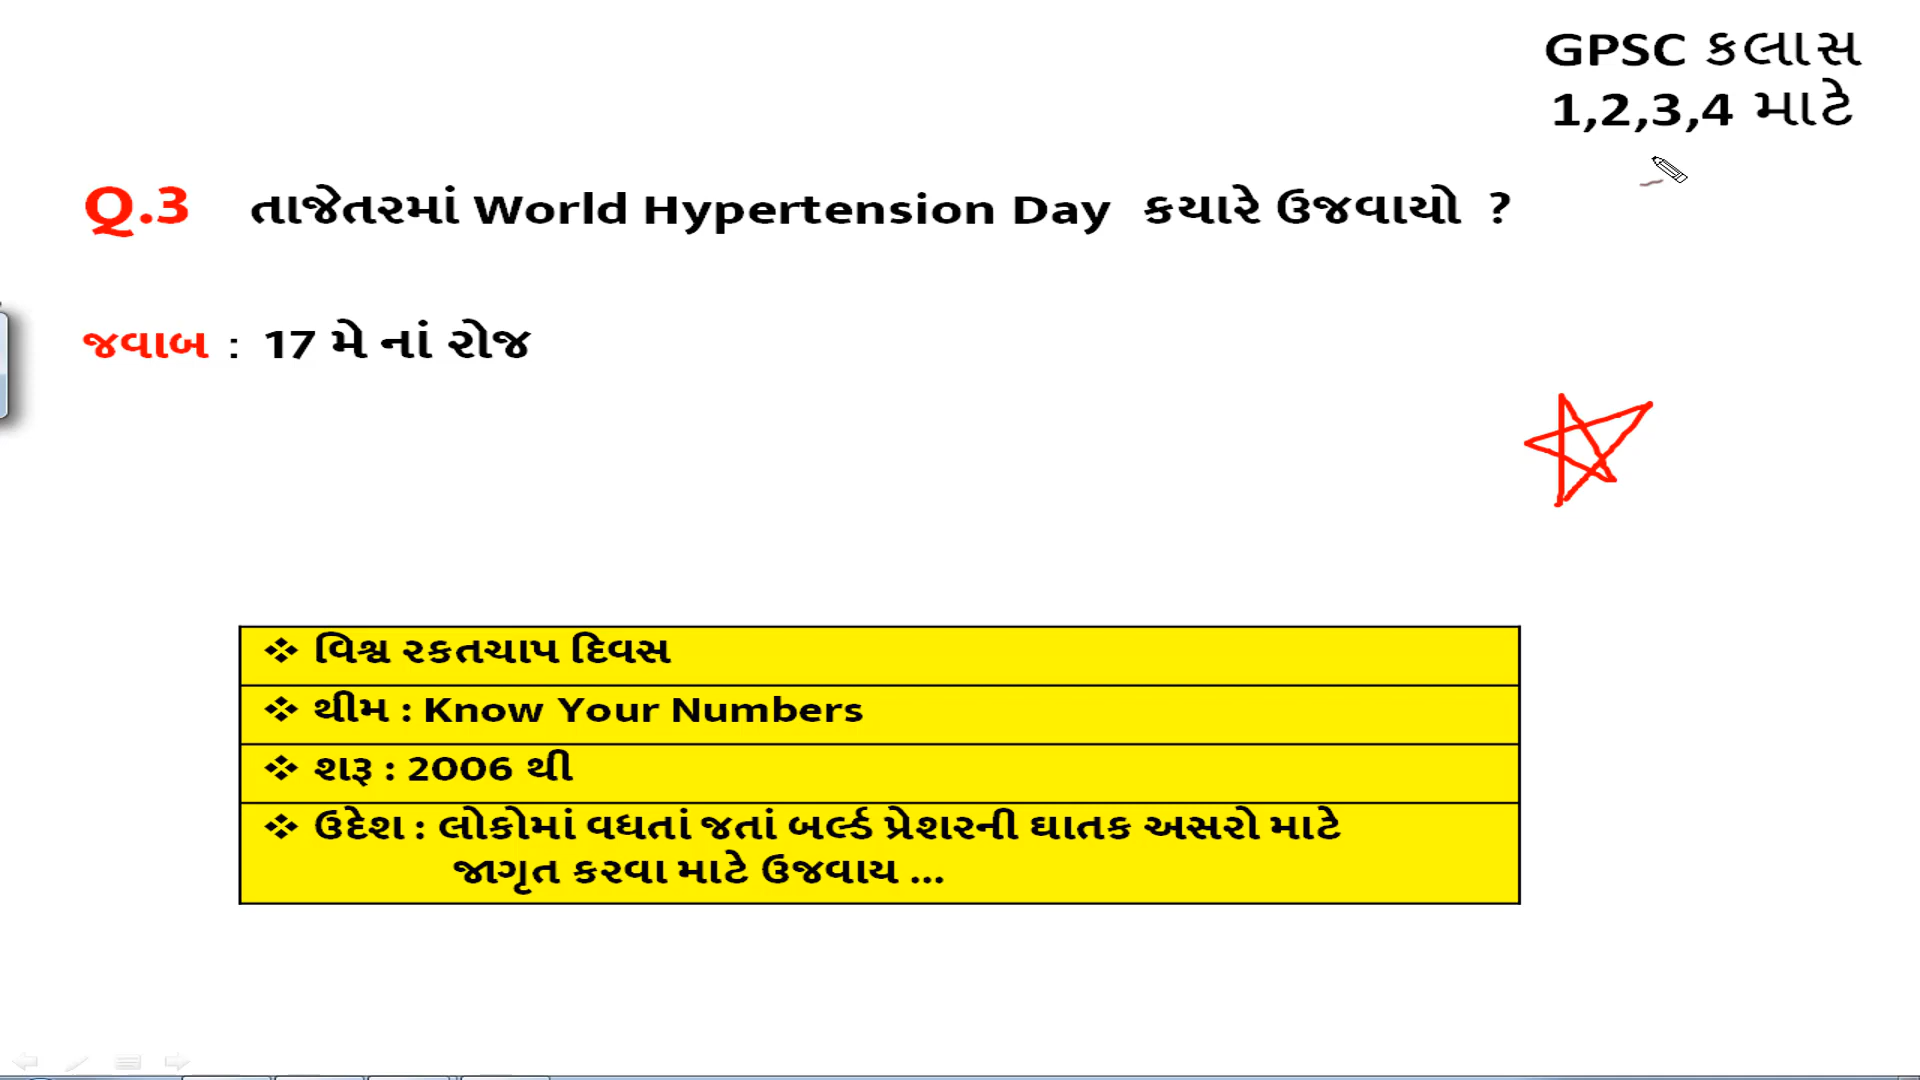 GPSC કલાસ
1,2,3,4 માટે
Q.3 તાજેતરમાં World Hypertension Day કયારે ઉજવાયો ?
જવાબ : 17 મે નાં રોજ
❖ વિશ્વ રકતચાપ દિવસ
❖ થીમ : Know Your Numbers
❖ શરૂ : 2006 થી
❖ ઉદેશ : લોકોમાં વધતાં જતાં બર્લ્ડ પ્રેશરની ઘાતક અસરો માટે
જાગૃત કરવા માટે ઉજવાય ...